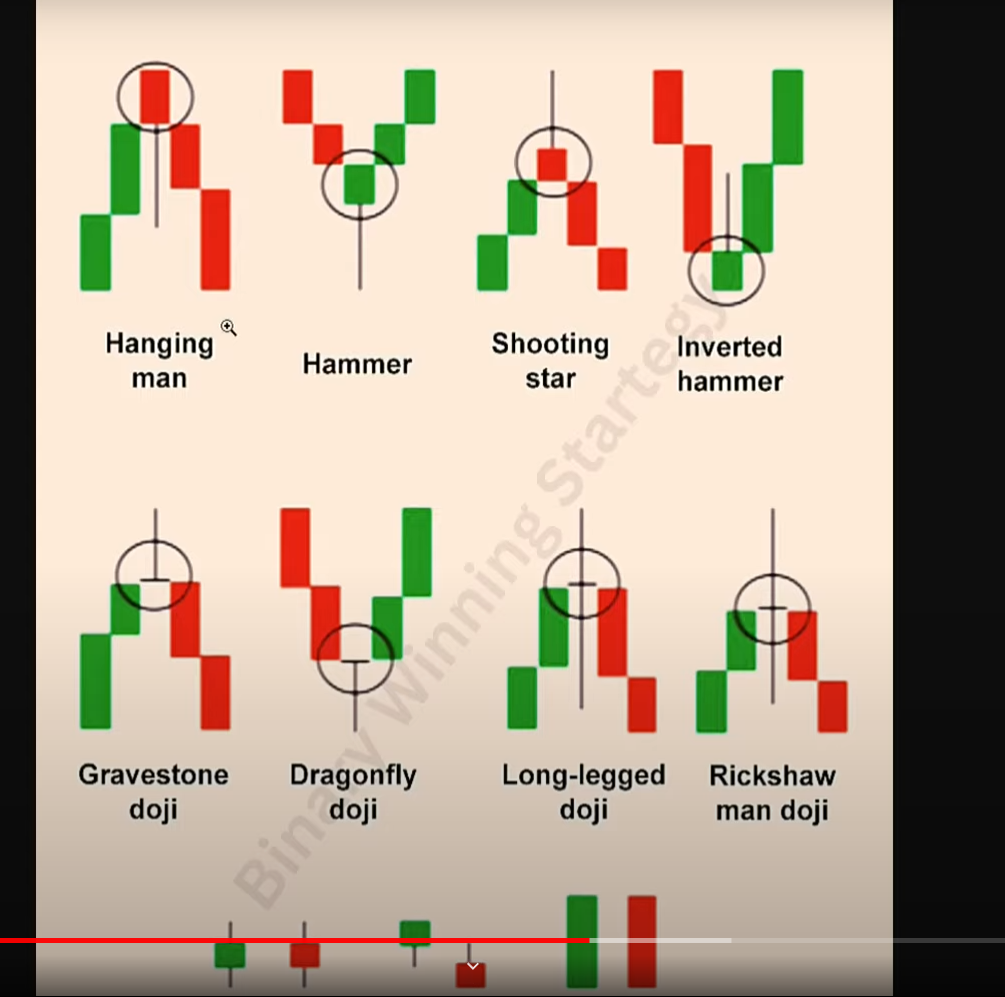 Hanging
man
Hammer
Shooting
star
Inverted
hammer
Gravestone
doji
Dragonfly
doji
Long-legged
doji
Rickshaw
man doji
Binary Winning Startegy